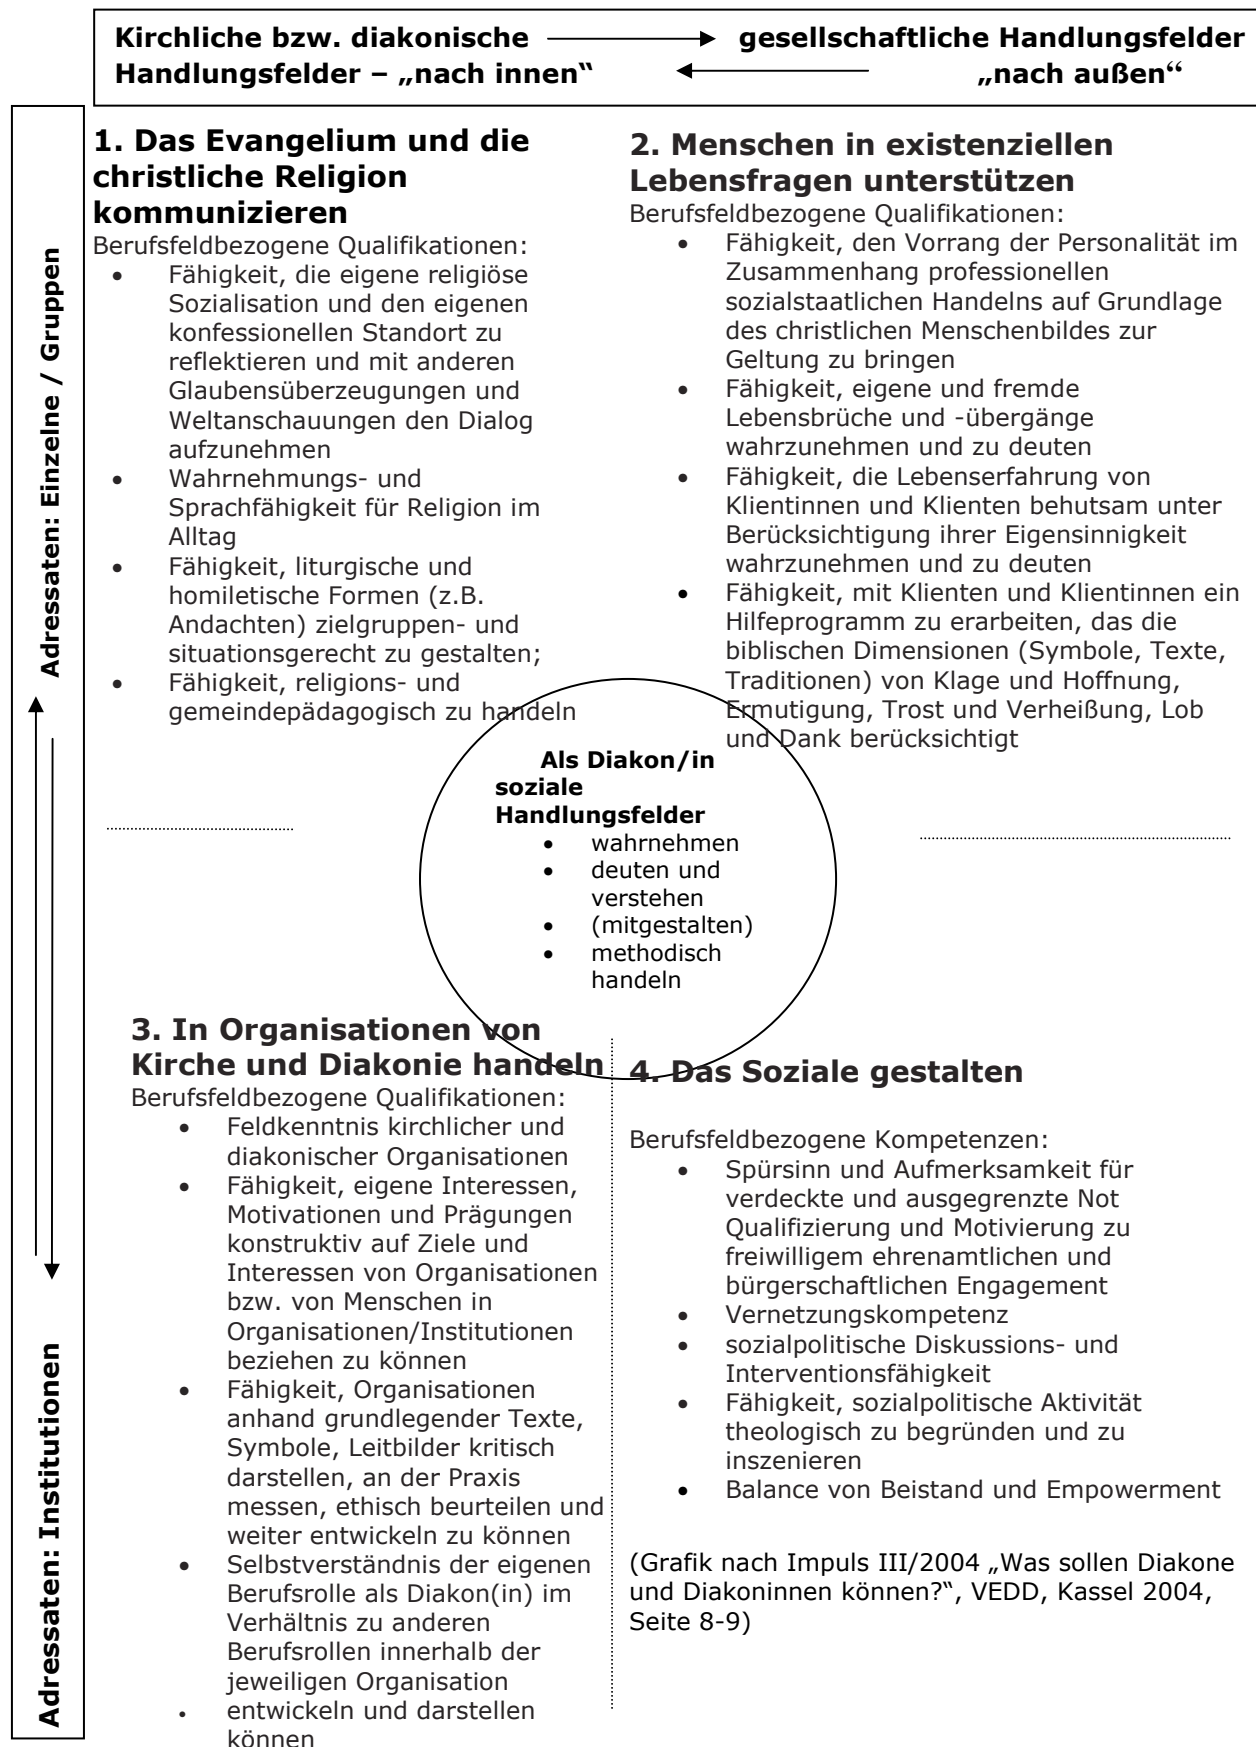 Kirchliche bzw. diakonische gesellschaftliche Handlungsfelder
Handlungsfelder – „nach innen“ „nach außen“
Adressaten: Einzelne / Gruppen
Adressaten: Institutionen
1. Das Evangelium und die
christliche Religion
kommunizieren
Berufsfeldbezogene Qualifikationen:
• Fähigkeit, die eigene religiöse
Sozialisation und den eigenen
konfessionellen Standort zu
reflektieren und mit anderen
Glaubensüberzeugungen und
Weltanschauungen den Dialog
aufzunehmen
• Wahrnehmungs- und
Sprachfähigkeit für Religion im
Alltag
• Fähigkeit, liturgische und
homiletische Formen (z.B.
Andachten) zielgruppen- und
situationsgerecht zu gestalten;
• Fähigkeit, religions- und
gemeindepädagogisch zu handeln
2. Menschen in existenziellen
Lebensfragen unterstützen
Berufsfeldbezogene Qualifikationen:
• Fähigkeit, den Vorrang der Personalität im
Zusammenhang professionellen
sozialstaatlichen Handelns auf Grundlage
des christlichen Menschenbildes zur
Geltung zu bringen
• Fähigkeit, eigene und fremde
Lebensbrüche und -übergänge
wahrzunehmen und zu deuten
• Fähigkeit, die Lebenserfahrung von
Klientinnen und Klienten behutsam unter
Berücksichtigung ihrer Eigensinnigkeit
wahrzunehmen und zu deuten
• Fähigkeit, mit Klienten und Klientinnen ein
Hilfeprogramm zu erarbeiten, das die
biblischen Dimensionen (Symbole, Texte,
Traditionen) von Klage und Hoffnung,
Ermutigung, Trost und Verheißung, Lob
und Dank berücksichtigt
Als Diakon/in
soziale
Handlungsfelder
• wahrnehmen
• deuten und
verstehen
• (mitgestalten)
• methodisch
handeln
3. In Organisationen von
Kirche und Diakonie handeln
Berufsfeldbezogene Qualifikationen:
• Feldkenntnis kirchlicher und
diakonischer Organisationen
• Fähigkeit, eigene Interessen,
Motivationen und Prägungen
konstruktiv auf Ziele und
Interessen von Organisationen
bzw. von Menschen in
Organisationen/Institutionen
beziehen zu können
• Fähigkeit, Organisationen
anhand grundlegender Texte,
Symbole, Leitbilder kritisch
darstellen, an der Praxis
messen, ethisch beurteilen und
weiter entwickeln zu können
• Selbstverständnis der eigenen
Berufsrolle als Diakon(in) im
Verhältnis zu anderen
Berufsrollen innerhalb der
jeweiligen Organisation
• entwickeln und darstellen
können
4. Das Soziale gestalten
Berufsfeldbezogene Kompetenzen:
• Spürsinn und Aufmerksamkeit für
verdeckte und ausgegrenzte Not
Qualifizierung und Motivierung zu
freiwilligem ehrenamtlichen und
bürgerschaftlichen Engagement
• Vernetzungskompetenz
• sozialpolitische Diskussions- und
Interventionsfähigkeit
• Fähigkeit, sozialpolitische Aktivität
theologisch zu begründen und zu
inszenieren
• Balance von Beistand und Empowerment
(Grafik nach Impuls III/2004 „Was sollen Diakone
und Diakoninnen können?“, VEDD, Kassel 2004,
Seite 8-9)